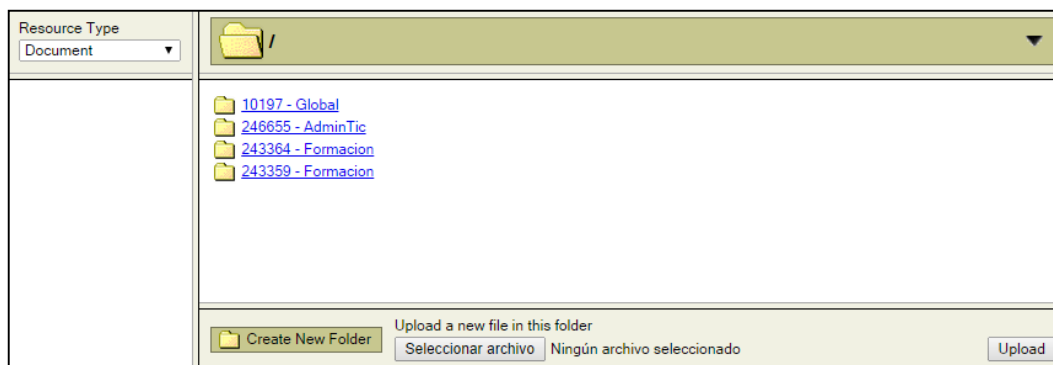 Resource Type
Document
/
10197 - Global
246655 - AdminTic
243364 - Formacion
243359 - Formacion
Create New Folder
Upload a new file in this folder
Seleccionar archivo Ningún archivo seleccionado
Upload